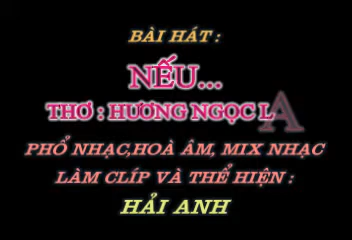 BÀI HÁT :
NẾU...
THƠ : HƯƠNG NGỌC LA
PHỔ NHẠC,HOÀ ÂM, MIX NHẠC
LÀM CLÍP VÀ THỂ HIỆN :
HẢI ANH